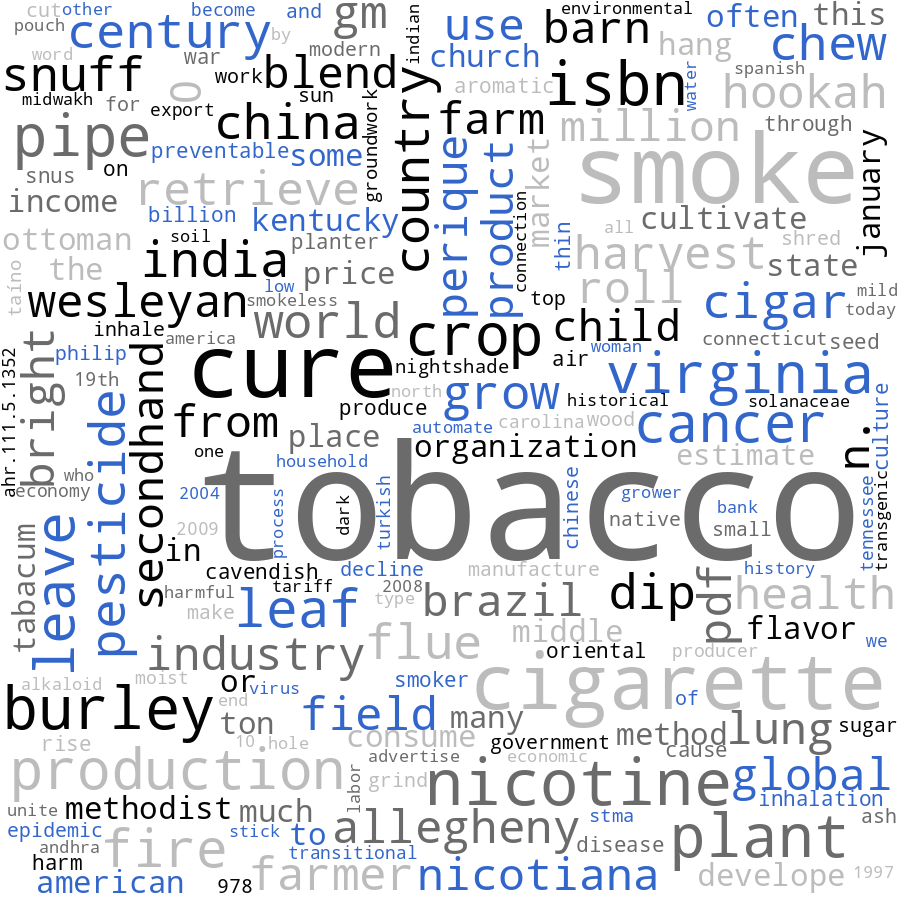 cut
other
become
and
gm
environmental
often
this
pouch
century
by
indian
use
barn
hang
chew
word
war
modern
church
snuff
work
blend
aromatic
isbn
water
spanish
hookah
midwakh
for
o
export
sun
china
groundwork
country
farm
million
through
pipe
preventable
some
smoke
january
snus
on
retrieve
perique
product
market
income
billion
kentucky
connection
thin
all
cultivate
shred
ottoman
soil
planter
harvest
state
taíno
the
india
price
roll
low
wesleyan
smokeless
world
top
cigar
mild
today
inhale
america
crop
child
connecticut
seed
ahr.111.5.1352
bright
philip
secondhand
cure
nightshade
air
woman
19th
north
grow
virginia
historical
solanaceae
pesticide
from
produce
automate
carolina
wood
cancer
culture
one
place
organization
estimate
n.
who
economy
household
tobacco
2004
process
dark
turkish
chinese
grower
bank
tennessee
transgenic
native
small
tabacum
leave
2009
in
cavendish
decline
manufacture
history
harmful
tariff
2008
type
make
leaf
brazil
dip
pdf
health
flavor
industry
flue
middle
oriental
producer
we
alkaloid
moist
or
virus
smoker
cigarette
of
burley
end
ton
field
many
method
lung
sugar
rise
10
hole
consume
government
cause
production
advertise
economic
labor
grind
nicotine
global
inhalation
unite
methodist
much
ash
epidemic
stick
to
allegheny
stma
plant
andhra
fire
transitional
disease
harm
american
978
farmer
nicotiana
develope
1997